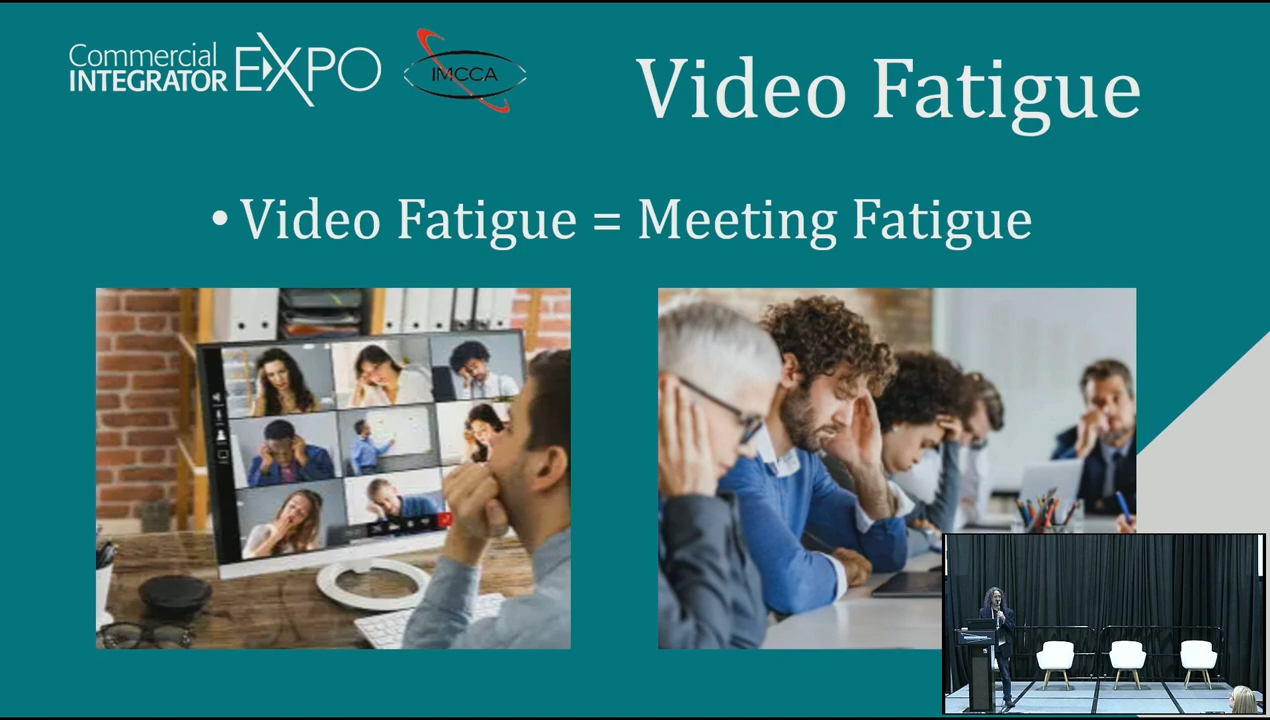 Commercial
INTEGRATOR EXPO
IMCCA
Video Fatigue
• Video Fatigue = Meeting Fatigue